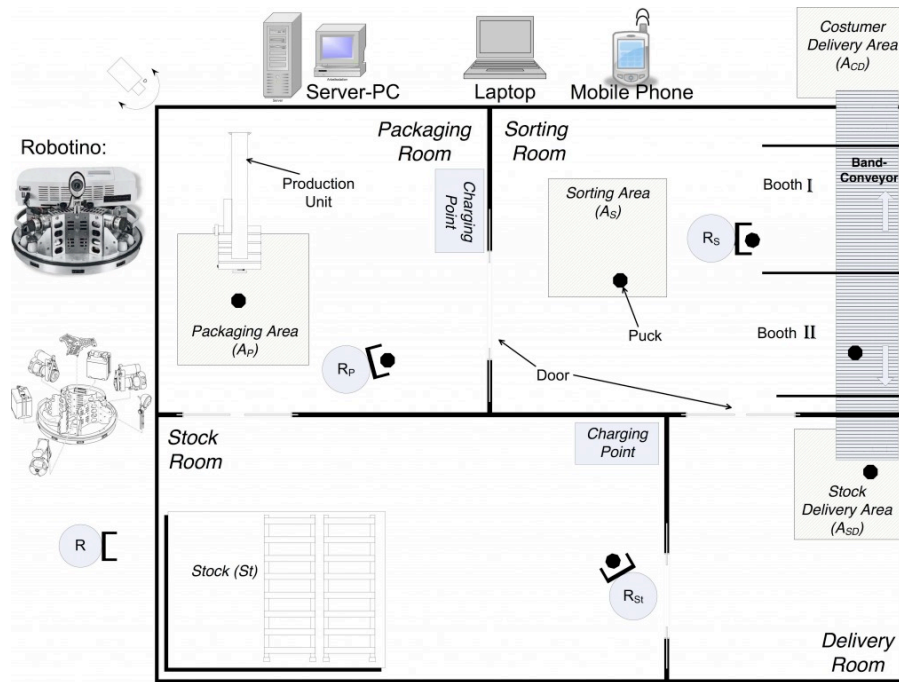 Costumer
Delivery Area
(ACD)
Server-PC
Laptop
Mobile Phone
Robotino:
Packaging
Room
Sorting
Room
Production
Unit
Charging
Point
Sorting Area
(AS)
Booth I
Band-
Conveyor
RS
Packaging Area
(AP)
Puck
Booth II
RP
Door
Stock
Room
Charging
Point
Stock
Delivery Area
(ASD)
R
Stock (St)
RSt
Delivery
Room